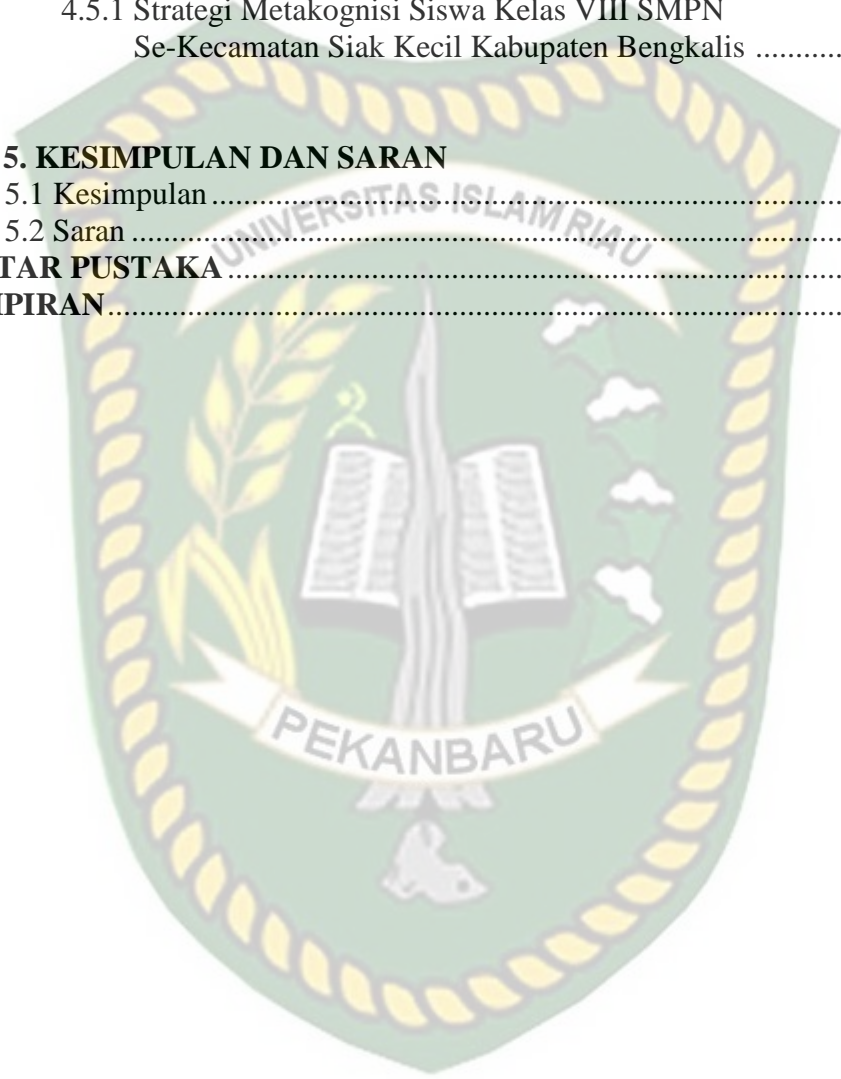 4.5.1 Strategi Metakognisi Siswa Kelas VIII SMPN
Se-Kecamatan Siak Kecil Kabupaten Bengkalis ...........
5. KESIMPULAN DAN SARAN
5.1 Kesimpulan ................................................................
5.2 Saran ................................................................
TAR PUSTAKA ................................................................
PIRAN ................................................................
UNIVERSITAS ISLAM RIAU
PEKANBARU